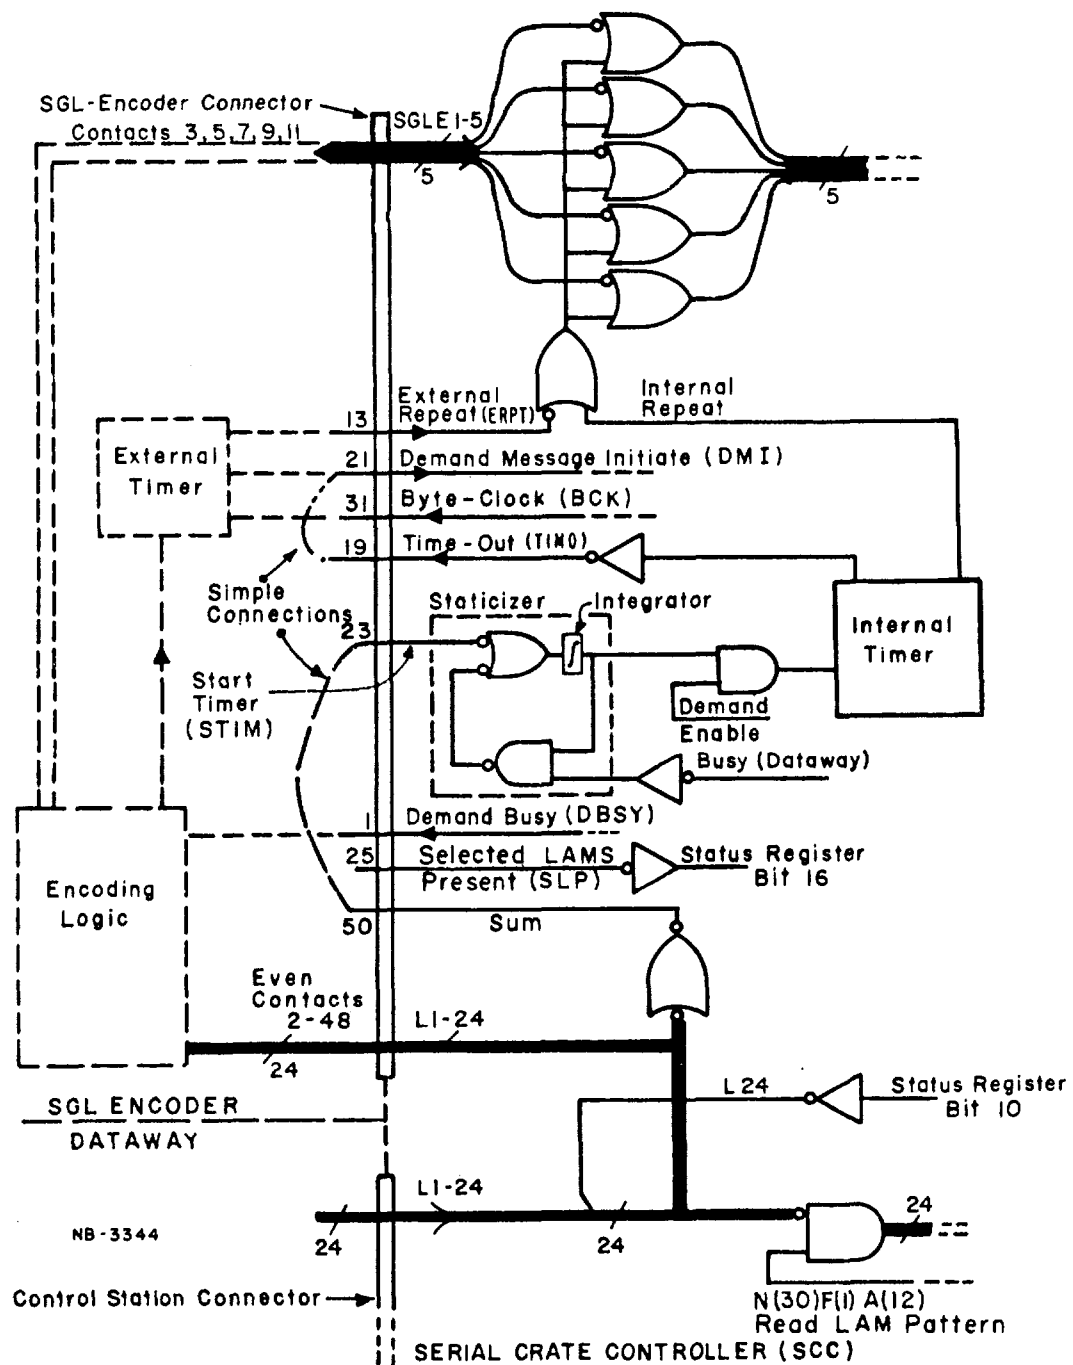 SGL-Encoder Connector
Contacts 3,5,7,9,11
SGLE1-5
5
5
External
Repeat (ERPT)
Internal
Repeat
13
External
Timer
21
Demand Message Initiate (DMI)
31
Byte-Clock (BCK)
19
Time-Out (TIMO)
Simple
Connections
Staticizer
Integrator
23
Internal
Timer
Start
Timer
(STIM)
Demand
Enable
Busy (Dataway)
1
Demand Busy (DBSY)
25
Selected LAMS
Present (SLP)
Status Register
Bit 16
Encoding
Logic
50
Sum
Even
Contacts
2-48
L1-24
24
L24
Status Register
Bit 10
SGL ENCODER
DATAWAY
L1-24
24
NB-3344
24
24
Control Station Connector
N(30)F(1) A(12)
Read LAM Pattern
SERIAL CRATE CONTROLLER (SCC)